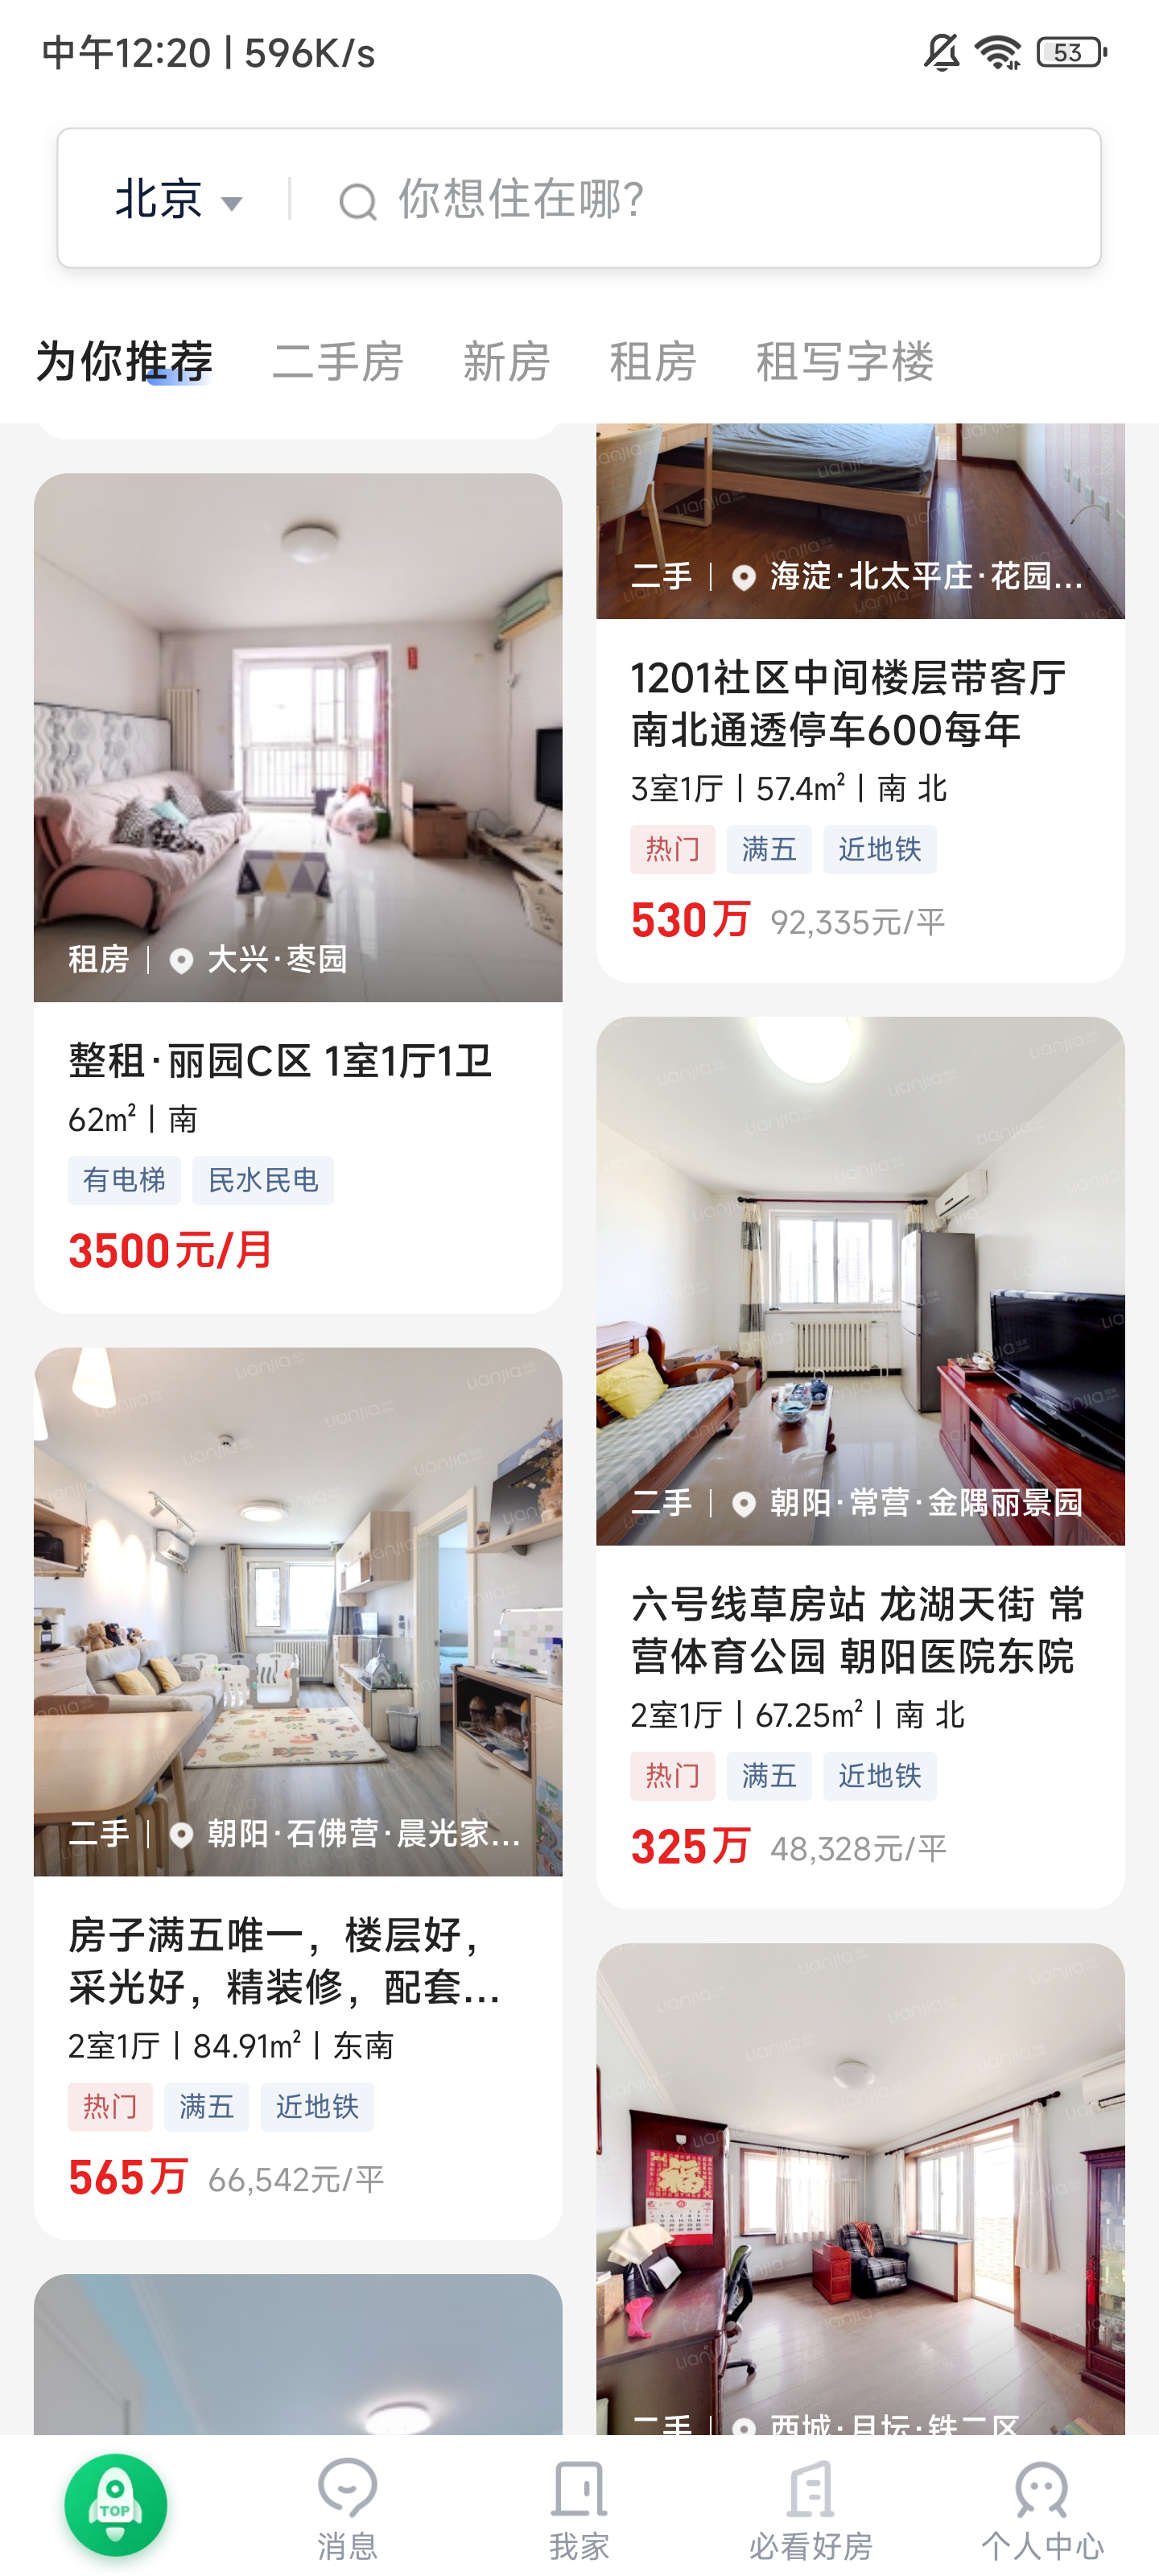 中午12:20 | 596K/s
53
北京
你想住在哪?
为你推荐
二手房
新房
租房
租写字楼
租房 | 大兴·枣园
整租·丽园C区 1室1厅1卫
62m² | 南
有电梯
民水民电
3500元/月
二手 | 朝阳·石佛营·晨光家...
房子满五唯一，楼层好，
采光好，精装修，配套...
2室1厅 | 84.91m² | 东南
热门
满五
近地铁
565万 66,542元/平
二手 | 海淀·北太平庄·花园...
1201社区中间楼层带客厅
南北通透停车600每年
3室1厅 | 57.4m² | 南 北
热门
满五
近地铁
530万 92,335元/平
lianjia
二手 | 朝阳·常营·金隅丽景园
六号线草房站 龙湖天街 常
营体育公园 朝阳医院东院
2室1厅 | 67.25m² | 南 北
热门
满五
近地铁
325万 48,328元/平
福
二手 | 西城·月坛·铁二区
TOP
消息
我家
必看好房
个人中心